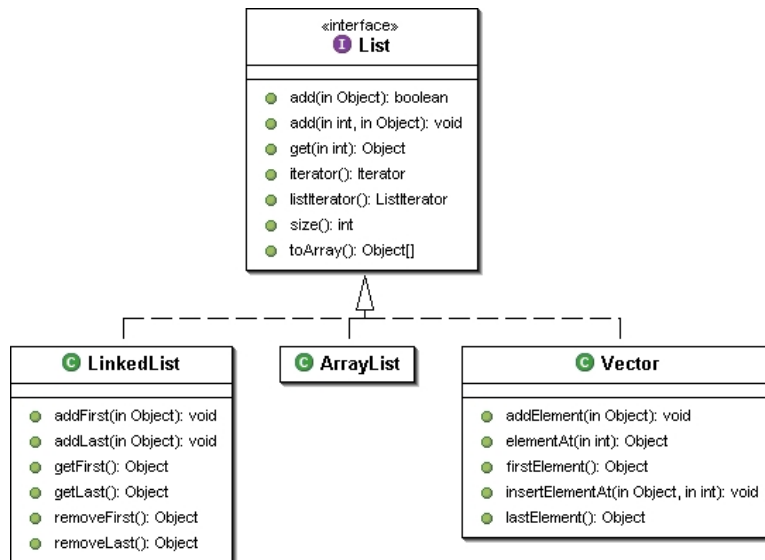 «interface»
I List
add(in Object): boolean
add(in int, in Object): void
get(in int): Object
iterator(): Iterator
listIterator(): ListIterator
size(): int
toArray(): Object[]
C LinkedList
addFirst(in Object): void
addLast(in Object): void
getFirst(): Object
getLast(): Object
removeFirst(): Object
removeLast(): Object
C ArrayList
C Vector
addElement(in Object): void
elementAt(in int): Object
firstElement(): Object
insertElementAt(in Object, in int): void
lastElement(): Object